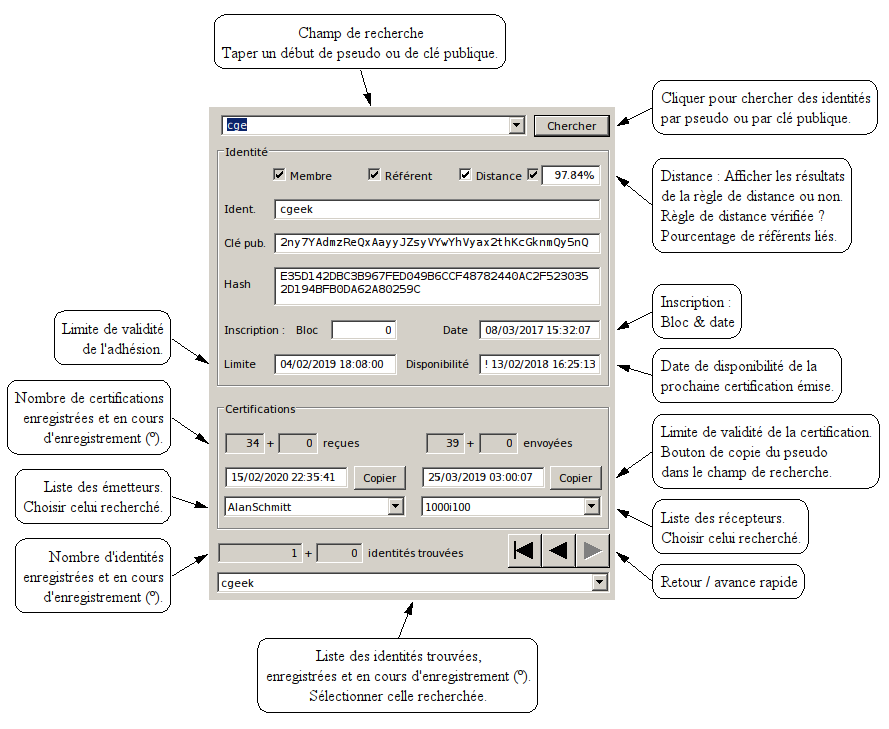 Champ de recherche
Taper un début de pseudo ou de clé publique.
Cliquer pour chercher des identités
par pseudo ou par clé publique.
cge
Chercher
Identité
Membre
Référent
Distance
97.84%
Distance : Afficher les résultats
de la règle de distance ou non.
Règle de distance vérifiée ?
Pourcentage de référents liés.
Ident.
cgeek
Clé pub.
2ny7YAdmzReQxAayyJZsyVYwYhVyax2thKcGknmQy5nQ
Hash
E35D142DBC3B967FED049B6CCF48782440AC2F523035
2D194BFB0DA62A80259C
Inscription :
Bloc & date
Limite de validité
de l'adhésion.
Inscription :
Bloc
0
Date
08/03/2017 15:32:07
Limite
04/02/2019 18:08:00
Disponibilité
! 13/02/2018 16:25:13
Date de disponibilité de la
prochaine certification émise.
Nombre de certifications
enregistrées et en cours
d'enregistrement (º).
Certifications
34 + 0 reçues
39 + 0 envoyées
Limite de validité de la certification.
Bouton de copie du pseudo
dans le champ de recherche.
15/02/2020 22:35:41
Copier
25/03/2019 03:00:07
Copier
Liste des émetteurs.
Choisir celui recherché.
AlanSchmitt
1000i100
Liste des récepteurs.
Choisir celui recherché.
Nombre d'identités
enregistrées et en cours
d'enregistrement (º).
1 + 0 identités trouvées
Retour / avance rapide
cgeek
Liste des identités trouvées,
enregistrées et en cours d'enregistrement (º).
Sélectionner celle recherchée.